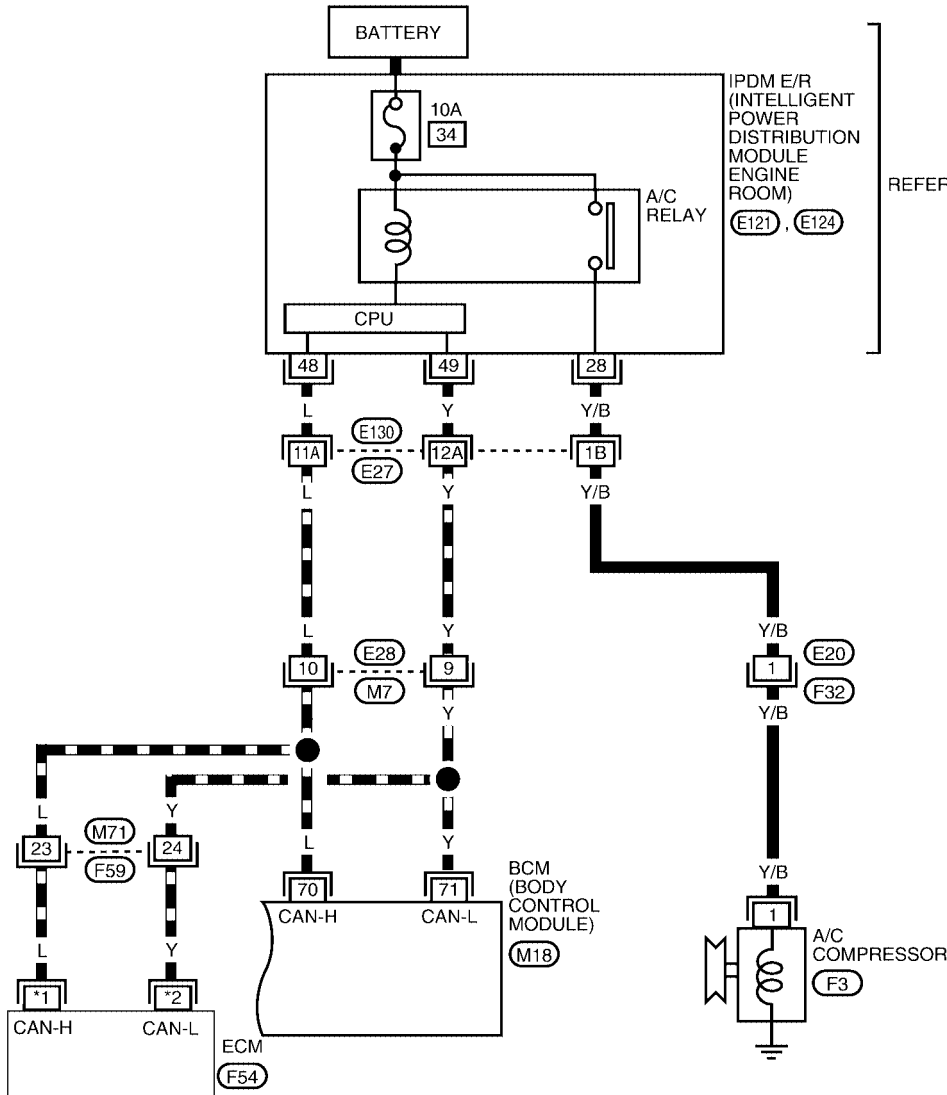 BATTERY
10A
34
IPDM E/R
(INTELLIGENT
POWER
DISTRIBUTION
MODULE
ENGINE
ROOM)
E121 , E124
REFER
A/C
RELAY
CPU
48 49 28
L Y Y/B
E130
11A 12A 1B
E27
L Y Y/B
L Y Y/B
E28 E20
10 9 1
M7 F32
Y Y/B
L Y
M71
23 24
F59
L Y
L Y Y/B
70 71
CAN-H CAN-L
BCM
(BODY
CONTROL
MODULE)
M18
1
A/C
COMPRESSOR
F3
*1 *2
CAN-H CAN-L
ECM
F54